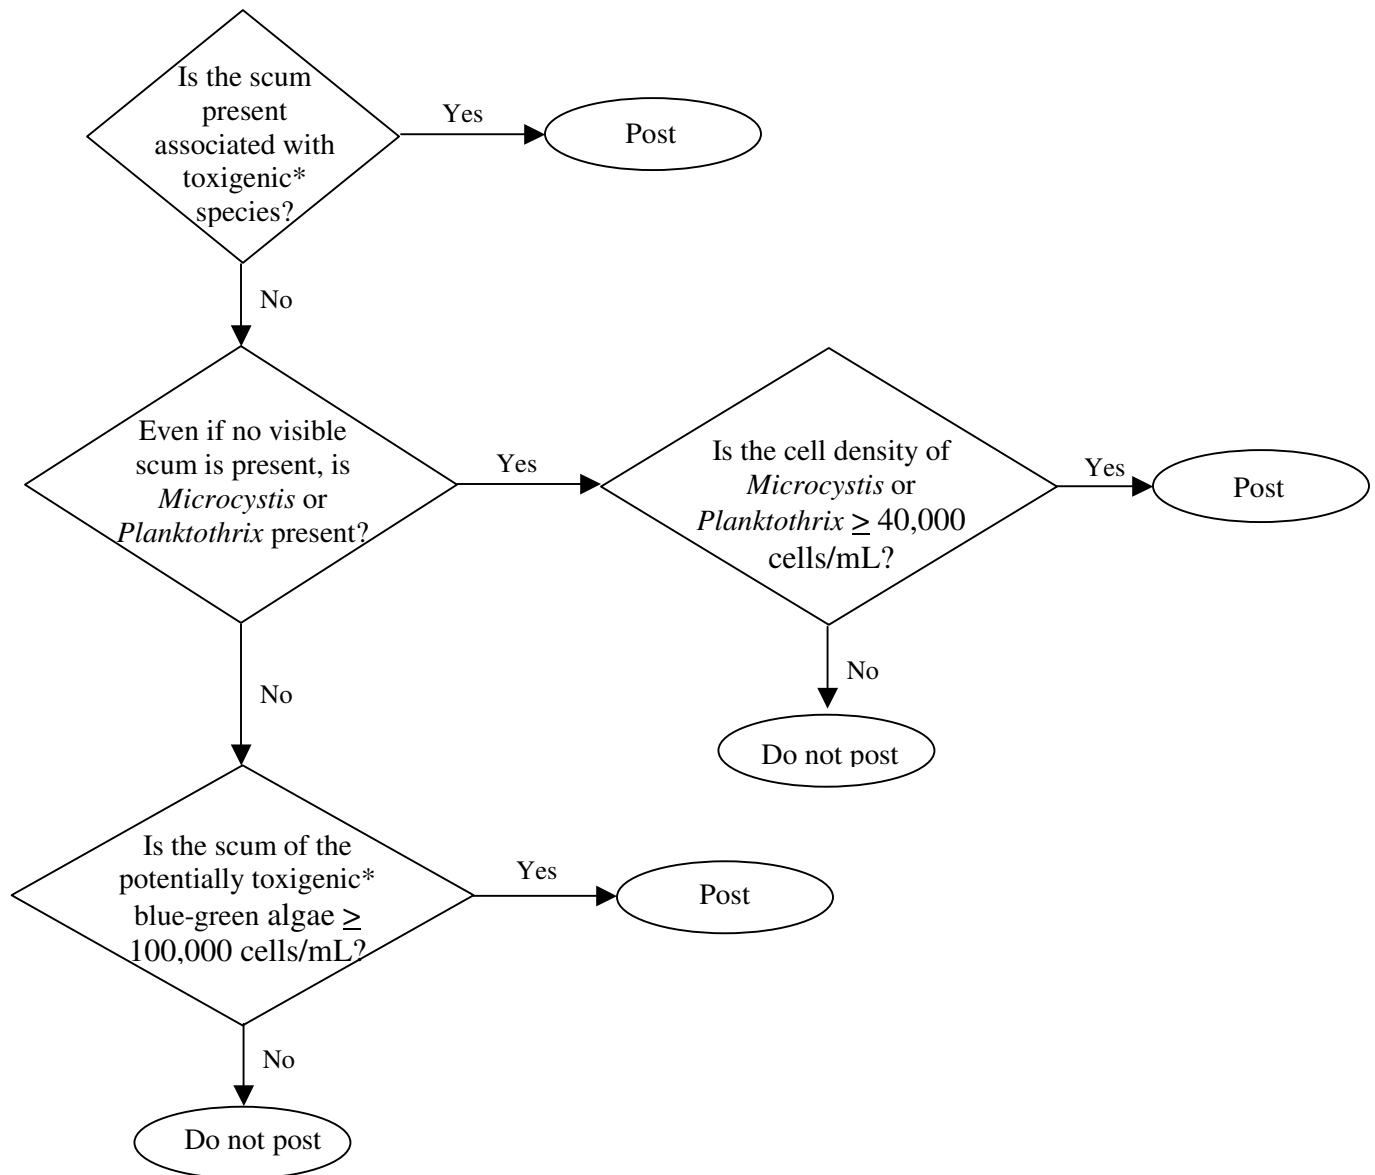 Is the scum
present
associated with
toxigenic*
species?
Yes
Post
No
Even if no visible
scum is present, is
Microcystis or
Planktothrix present?
Yes
Is the cell density of
Microcystis or
Planktothrix ≥ 40,000
cells/mL?
Yes
Post
No
Do not post
No
Is the scum of the
potentially toxigenic*
blue-green algae ≥
100,000 cells/mL?
Yes
Post
No
Do not post